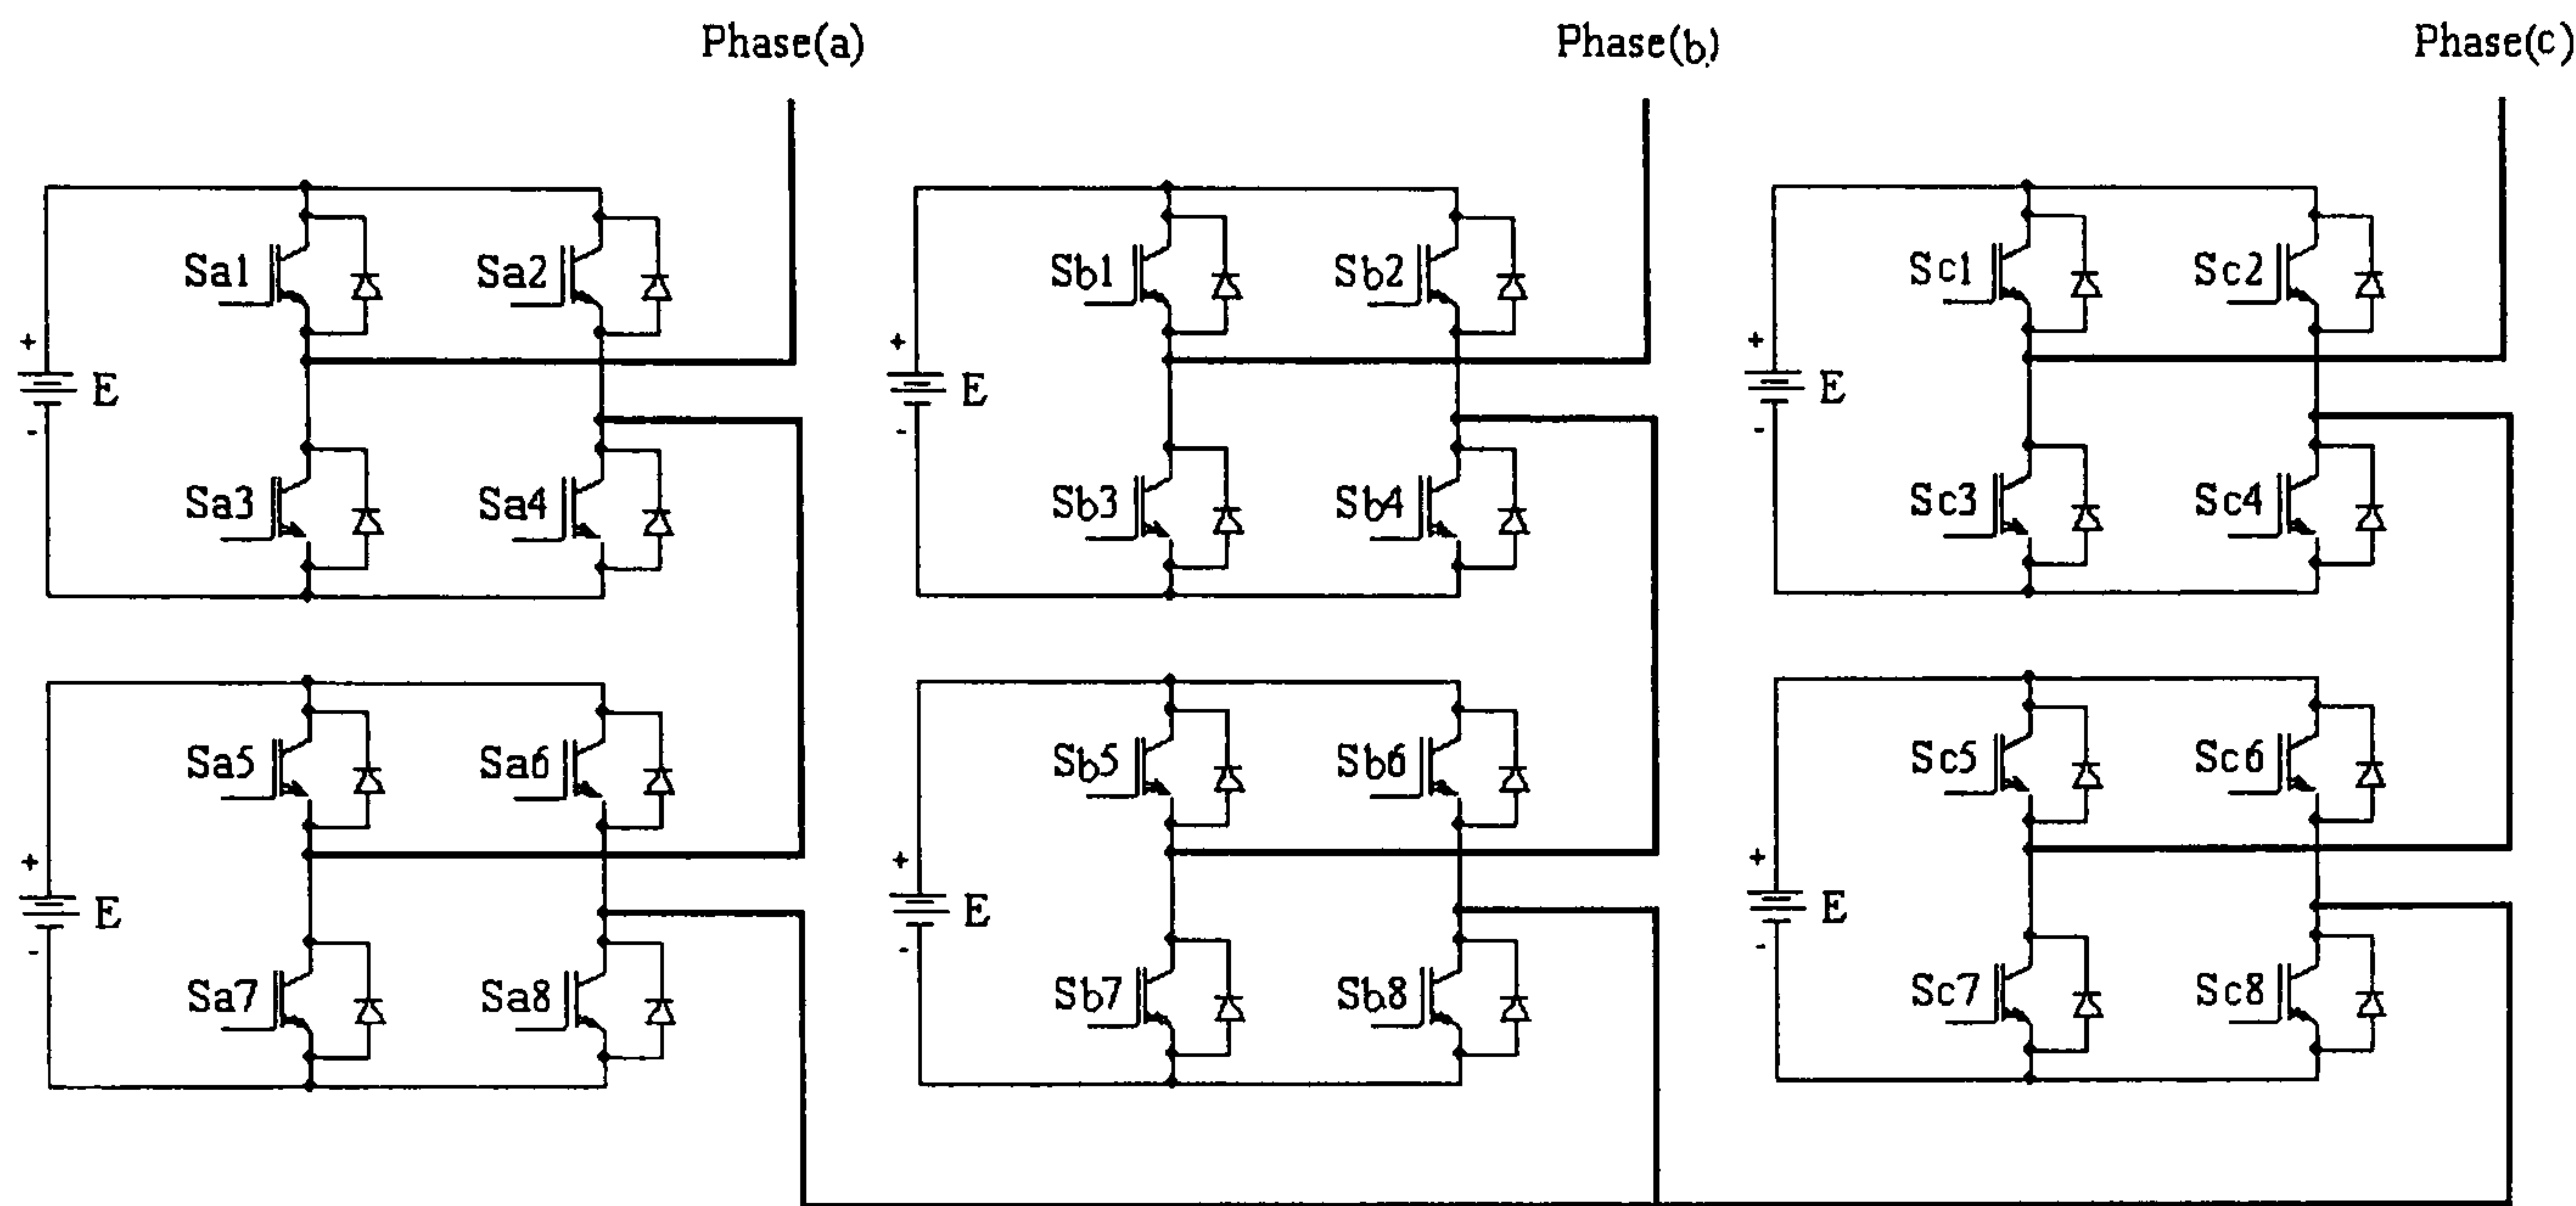 Phase(a) Phase(b) Phase(c)
Sa1 Sa2 Sb1 Sb2 Sc1 Sc2
+ + +
E E E
- - -
Sa3 Sa4 Sb3 Sb4 Sc3 Sc4
Sa5 Sa6 Sb5 Sb6 Sc5 Sc6
+ + +
E E E
- - -
Sa7 Sa8 Sb7 Sb8 Sc7 Sc8